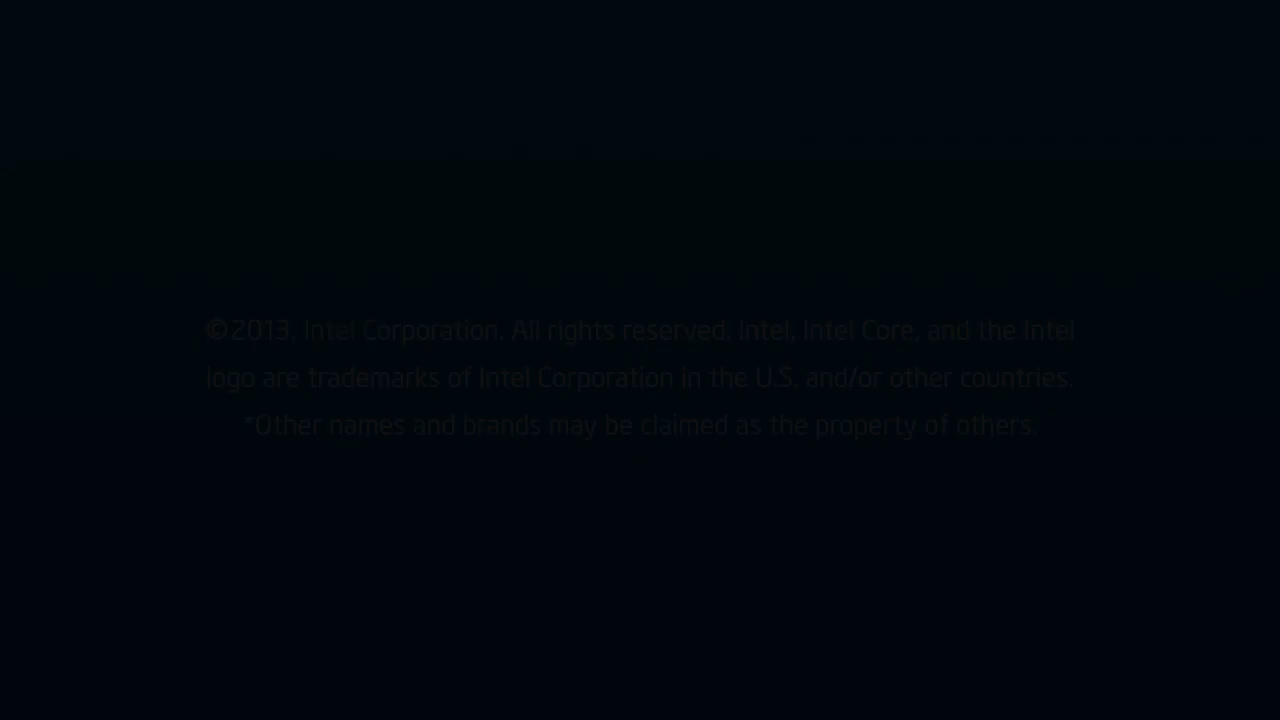 ©2013, Intel Corporation. All rights reserved. Intel, Intel Core, and the Intel
logo are trademarks of Intel Corporation in the U.S. and/or other countries.
*Other names and brands may be claimed as the property of others.